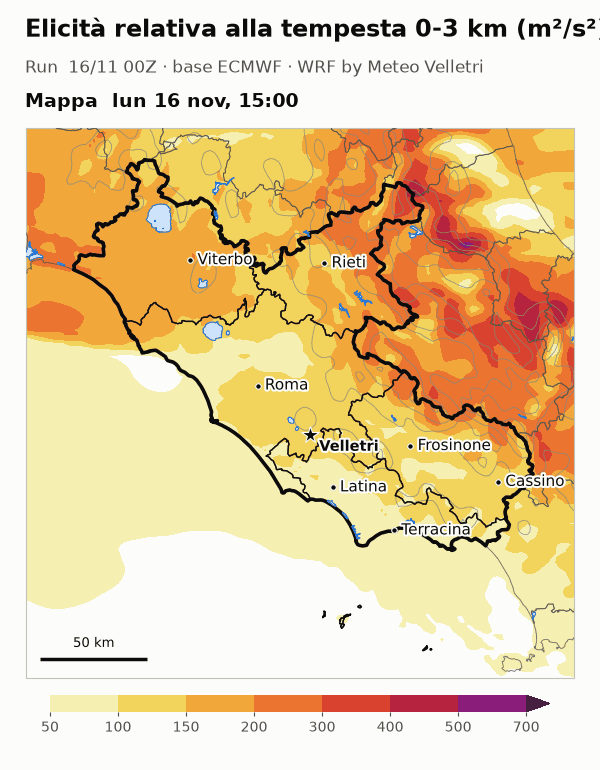 Elicità relativa alla tempesta 0-3 km (m²/s²)
Run 16/11 00Z · base ECMWF · WRF by Meteo Velletri
Mappa lun 16 nov, 15:00
Viterbo
Rieti
Roma
Velletri
Frosinone
Cassino
Latina
Terracina
50 km
50 100 150 200 300 400 500 700